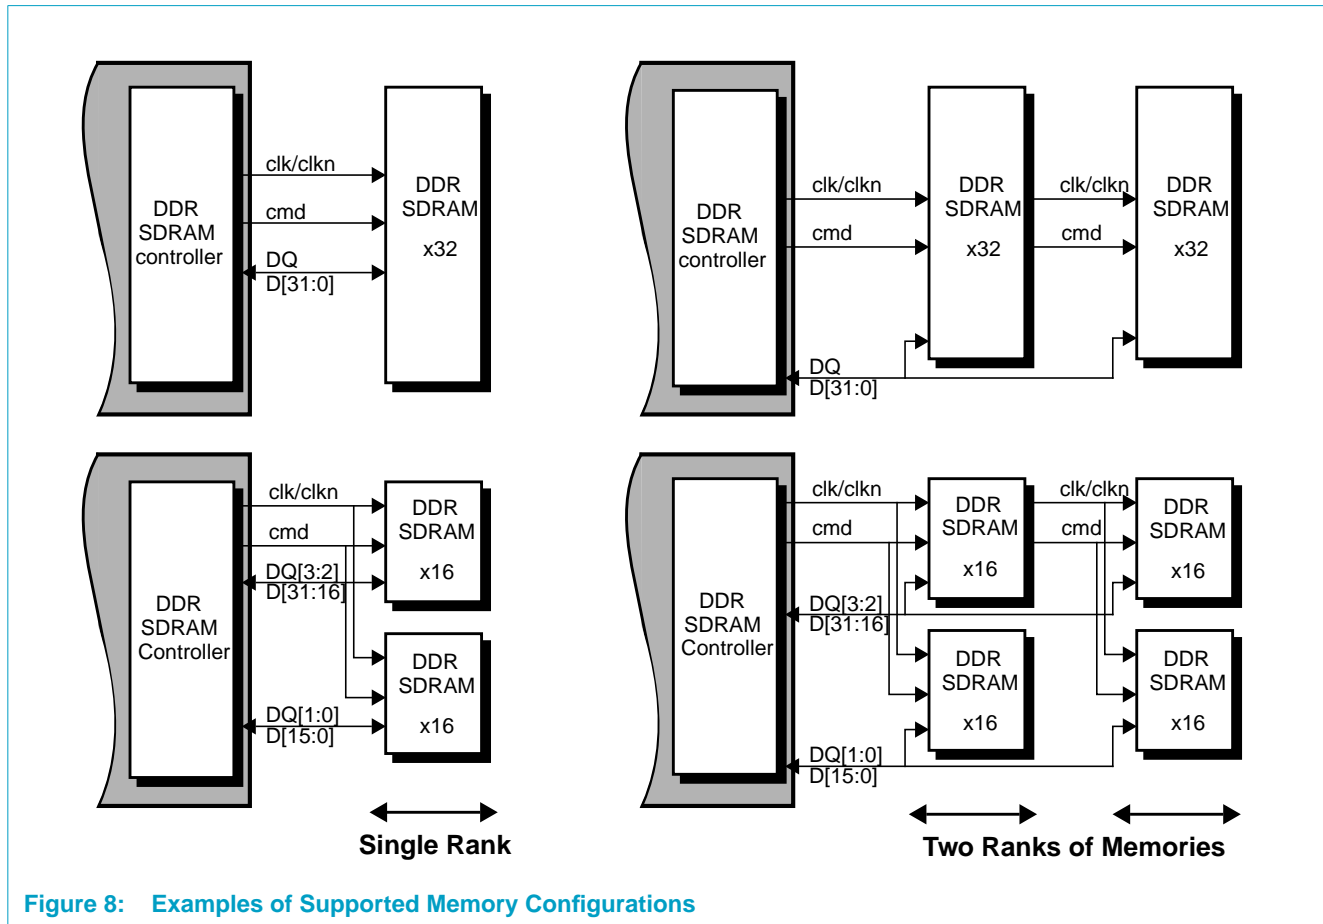 clk/clkn
cmd
DQ
D[31:0]
DDR
SDRAM
controller
DDR
SDRAM
x32
clk/clkn
cmd
DQ
D[31:0]
DDR
SDRAM
controller
DDR
SDRAM
x32
clk/clkn
cmd
DDR
SDRAM
x32
clk/clkn
cmd
DQ[3:2]
D[31:16]
DQ[1:0]
D[15:0]
DDR
SDRAM
Controller
DDR
SDRAM
x16
DDR
SDRAM
x16
Single Rank
clk/clkn
cmd
DQ[3:2]
D[31:16]
DQ[1:0]
D[15:0]
DDR
SDRAM
Controller
DDR
SDRAM
x16
DDR
SDRAM
x16
clk/clkn
cmd
DDR
SDRAM
x16
DDR
SDRAM
x16
Two Ranks of Memories
Figure 8: Examples of Supported Memory Configurations